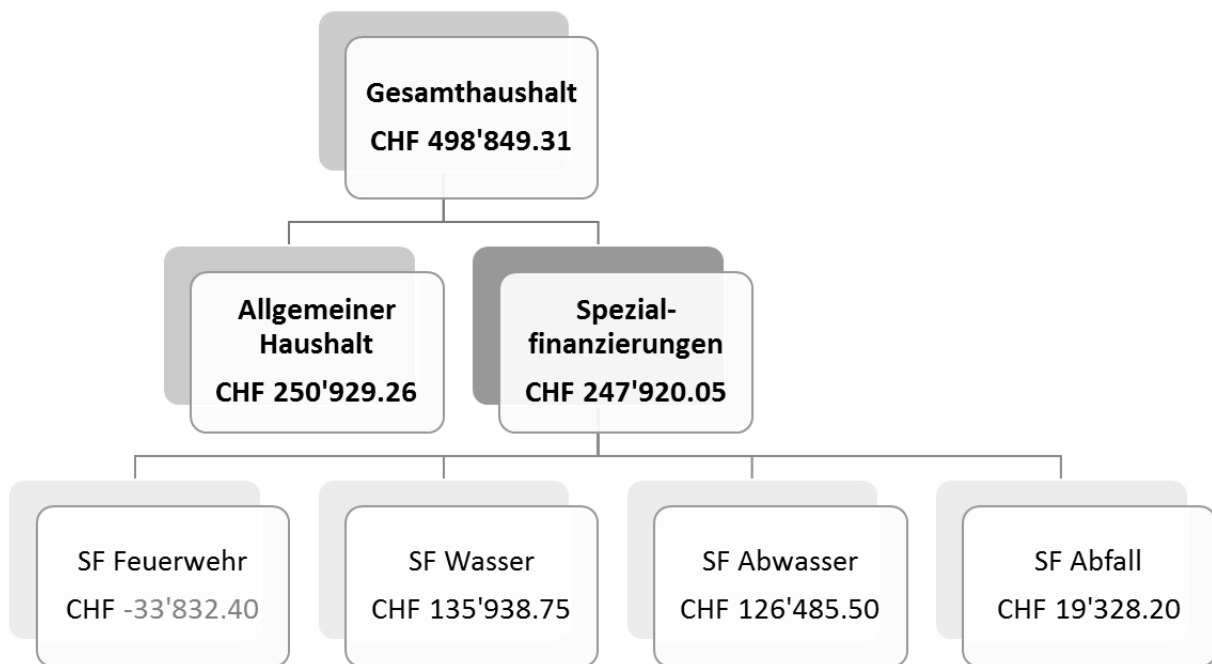 Gesamthaushalt
CHF 498'849.31
Allgemeiner
Haushalt
CHF 250'929.26
Spezial-
finanzierungen
CHF 247'920.05
SF Feuerwehr
CHF -33'832.40
SF Wasser
CHF 135'938.75
SF Abwasser
CHF 126'485.50
SF Abfall
CHF 19'328.20